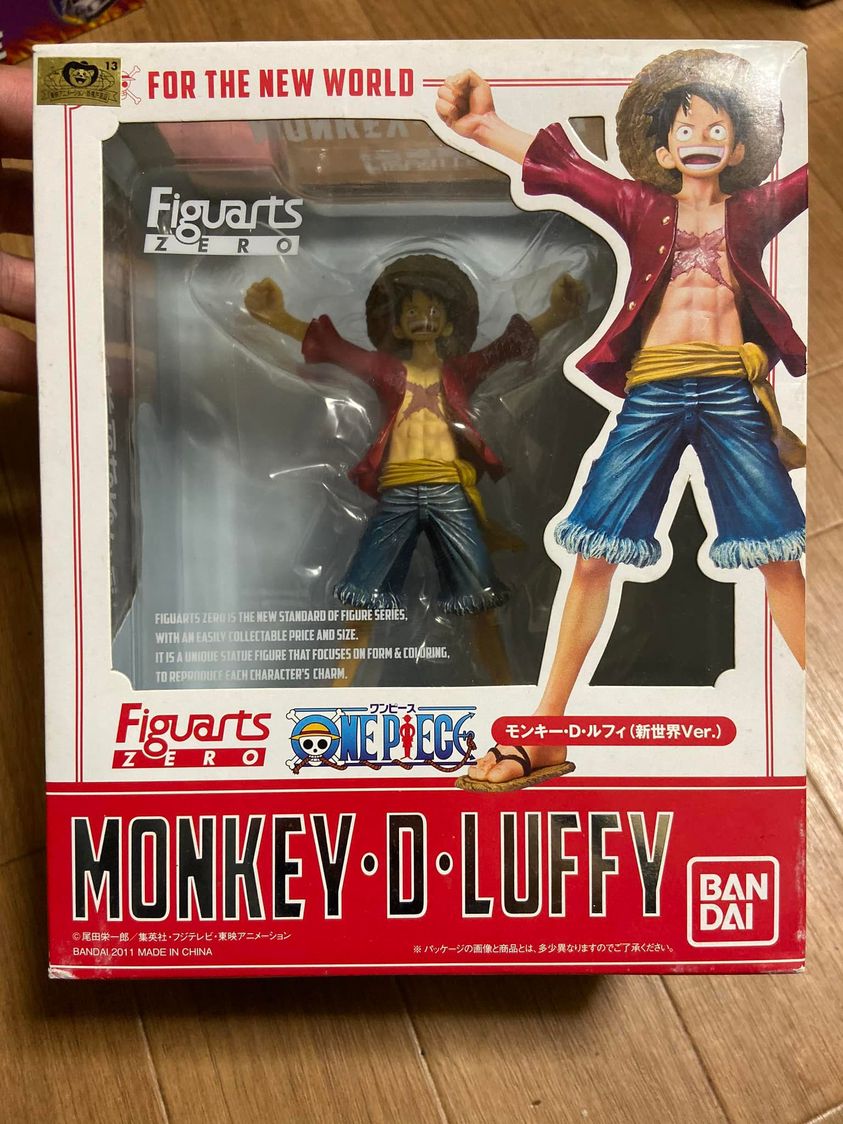 13
FOR THE NEW WORLD
Figuarts
ZERO
FIGUARTS ZERO IS THE NEW STANDARD OF FIGURE SERIES,
WITH AN EASILY COLLECTABLE PRICE AND SIZE.
IT IS A UNIQUE STATUE FIGURE THAT FOCUSES ON FORM & COLORING,
TO REPRODUCE EACH CHARACTER'S CHARM.
Figuarts
ZERO
ワンピース
ONE PIECE
モンキー・D・ルフィ(新世界Ver.)
MONKEY・D・LUFFY
BAN
DAI
©尾田栄一郎/集英社・フジテレビ・東映アニメーション
BANDAI 2011 MADE IN CHINA
※パッケージの画像と商品とは、多少異なりますのでご了承ください。